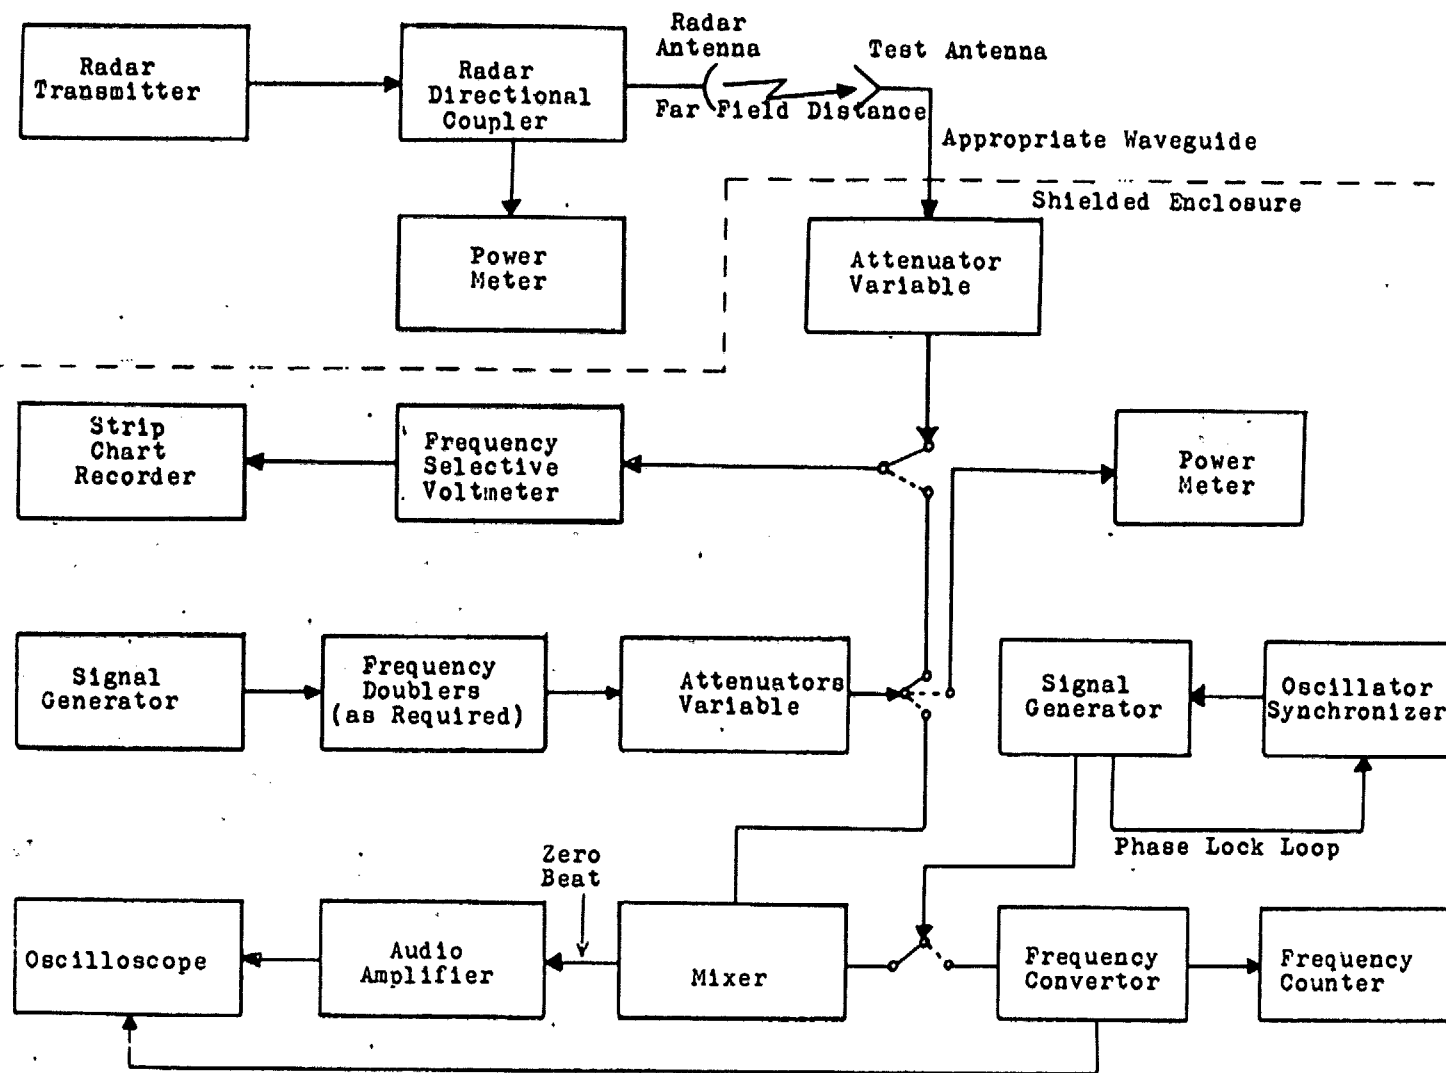 Radar
Transmitter
Radar
Directional
Coupler
Radar
Antenna
Test Antenna
Far Field Distance
Appropriate Waveguide
Power
Meter
Shielded Enclosure
Attenuator
Variable
Strip
Chart
Recorder
Frequency
Selective
Voltmeter
Power
Meter
Signal
Generator
Frequency
Doublers
(as Required)
Attenuators
Variable
Signal
Generator
Oscillator
Synchronizer
Phase Lock Loop
Zero
Beat
Oscilloscope
Audio
Amplifier
Mixer
Frequency
Convertor
Frequency
Counter